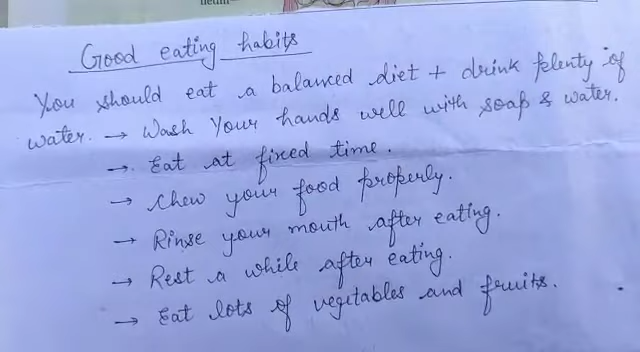 Good eating habits
You should eat a balanced diet + drink plenty of
water. → Wash Your hands well with soap & water.
→ Eat at fixed time.
→ Chew your food properly.
→ Rinse your mouth after eating.
→ Rest a while after eating.
→ Eat lots of vegetables and fruits.